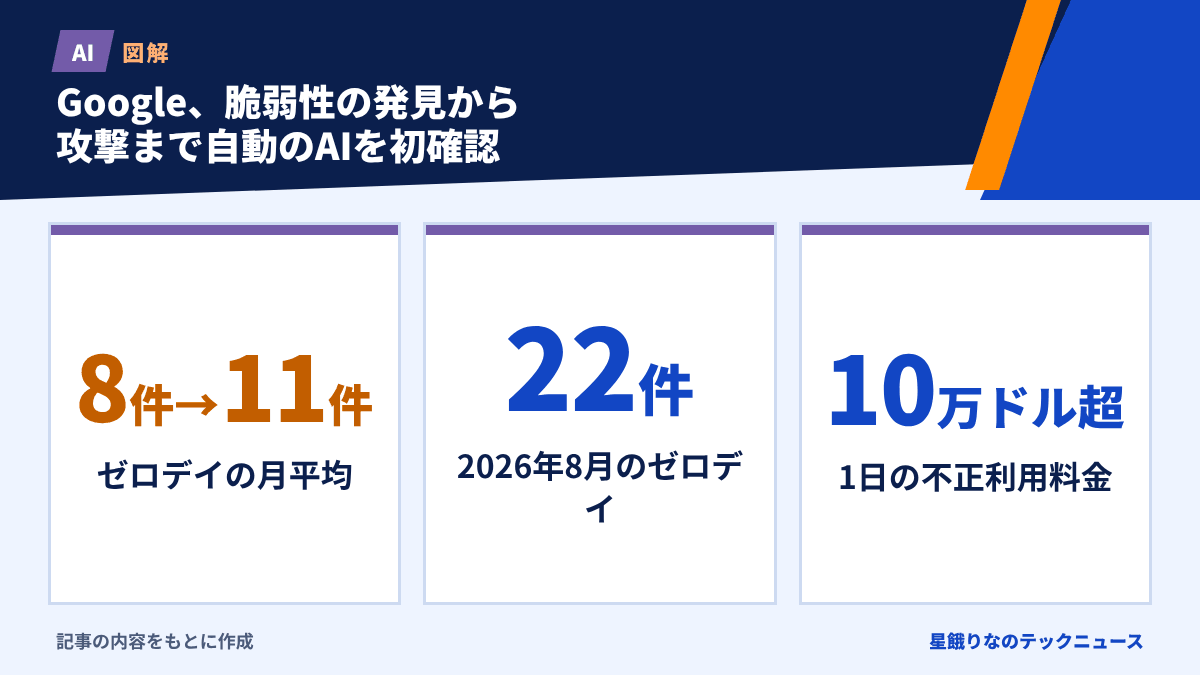 AI 図解
Google、脆弱性の発見から
攻撃まで自動のAIを初確認
8件→11件
ゼロデイの月平均
22件
2026年8月のゼロデ
イ
10万ドル超
1日の不正利用料金
記事の内容をもとに作成
星餓りなのテックニュース